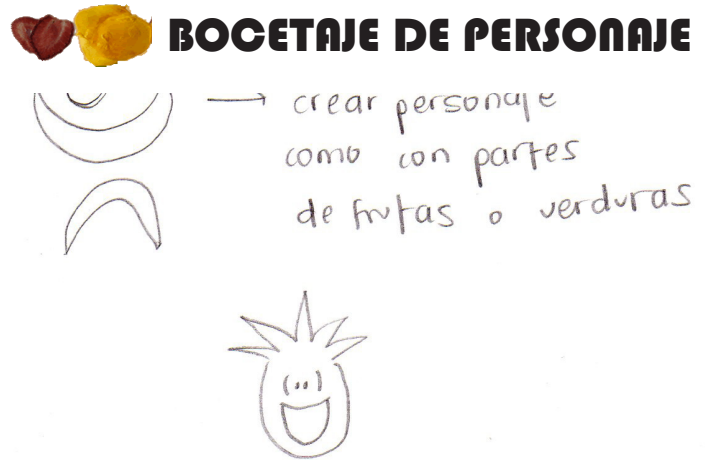 BOCETAJE DE PERSONAJE
→ crear personaje
como con partes
de frutas o verduras